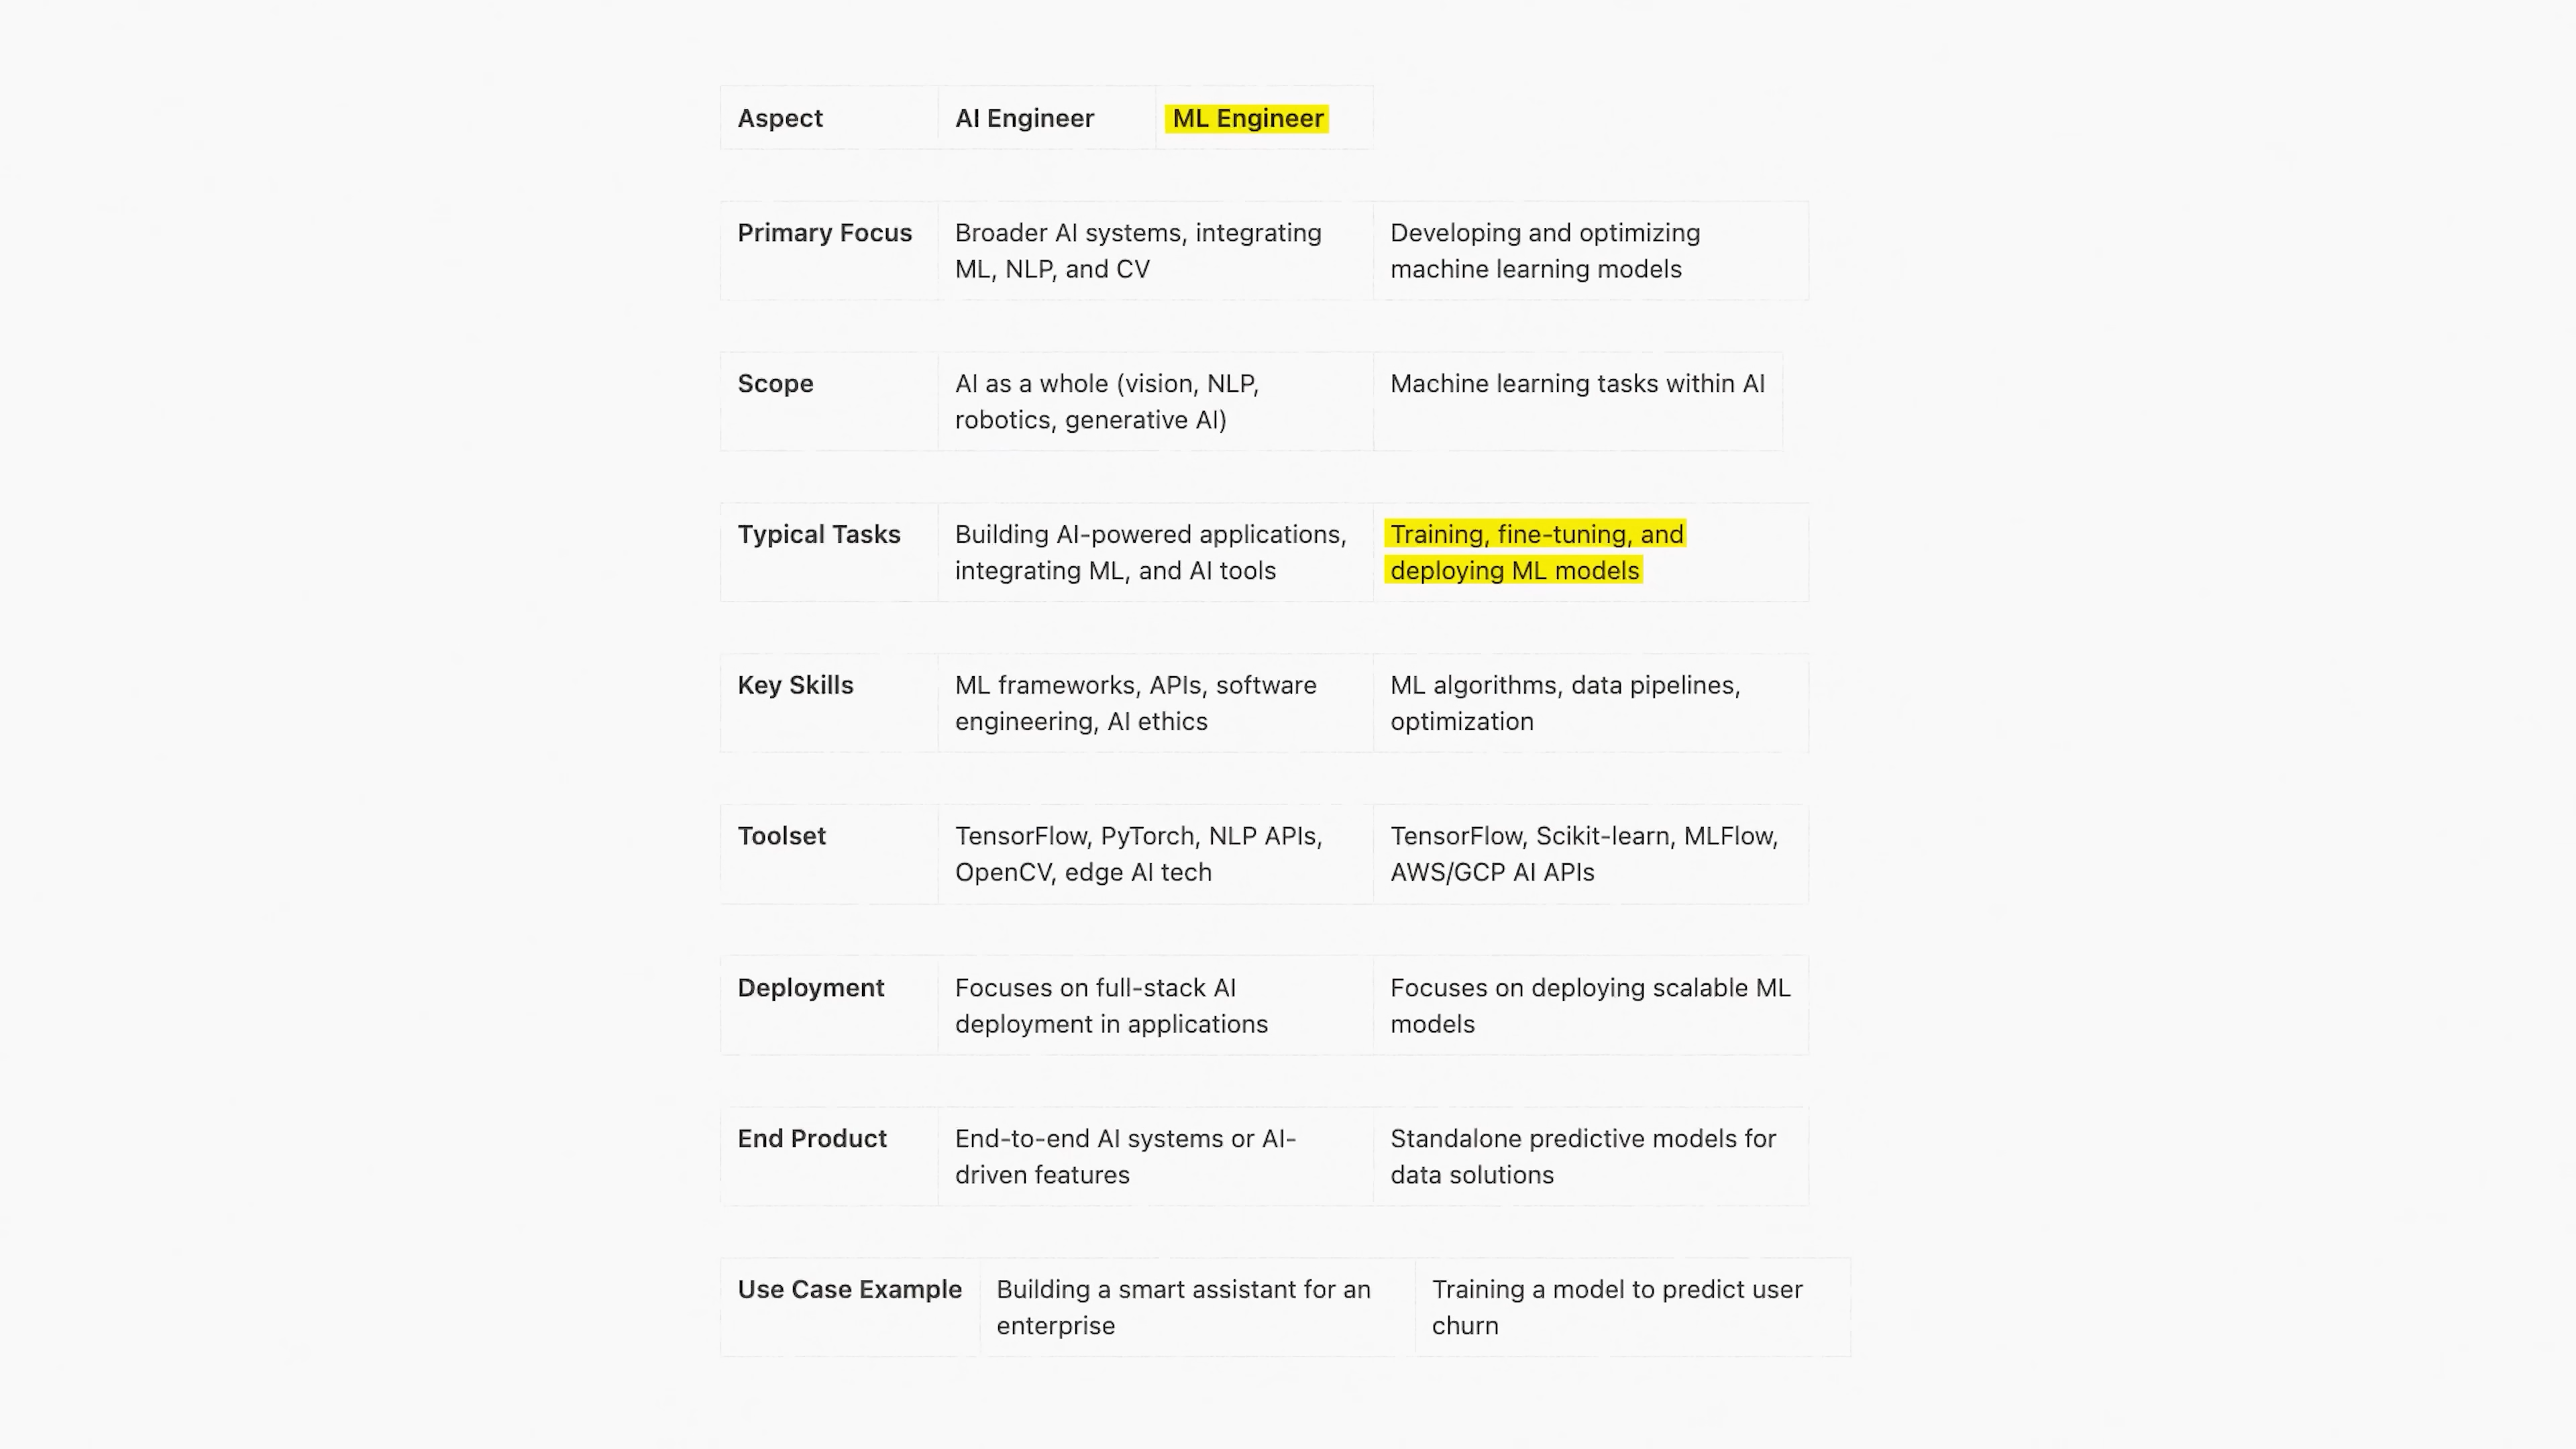 Aspect AI Engineer ML Engineer
Primary Focus Broader AI systems, integrating Developing and optimizing
ML, NLP, and CV machine learning models
Scope AI as a whole (vision, NLP, Machine learning tasks within AI
robotics, generative AI)
Typical Tasks Building AI-powered applications, Training, fine-tuning, and
integrating ML, and AI tools deploying ML models
Key Skills ML frameworks, APIs, software ML algorithms, data pipelines,
engineering, AI ethics optimization
Toolset TensorFlow, PyTorch, NLP APIs, TensorFlow, Scikit-learn, MLFlow,
OpenCV, edge AI tech AWS/GCP AI APIs
Deployment Focuses on full-stack AI Focuses on deploying scalable ML
deployment in applications models
End Product End-to-end AI systems or AI- Standalone predictive models for
driven features data solutions
Use Case Example Building a smart assistant for an Training a model to predict user
enterprise churn